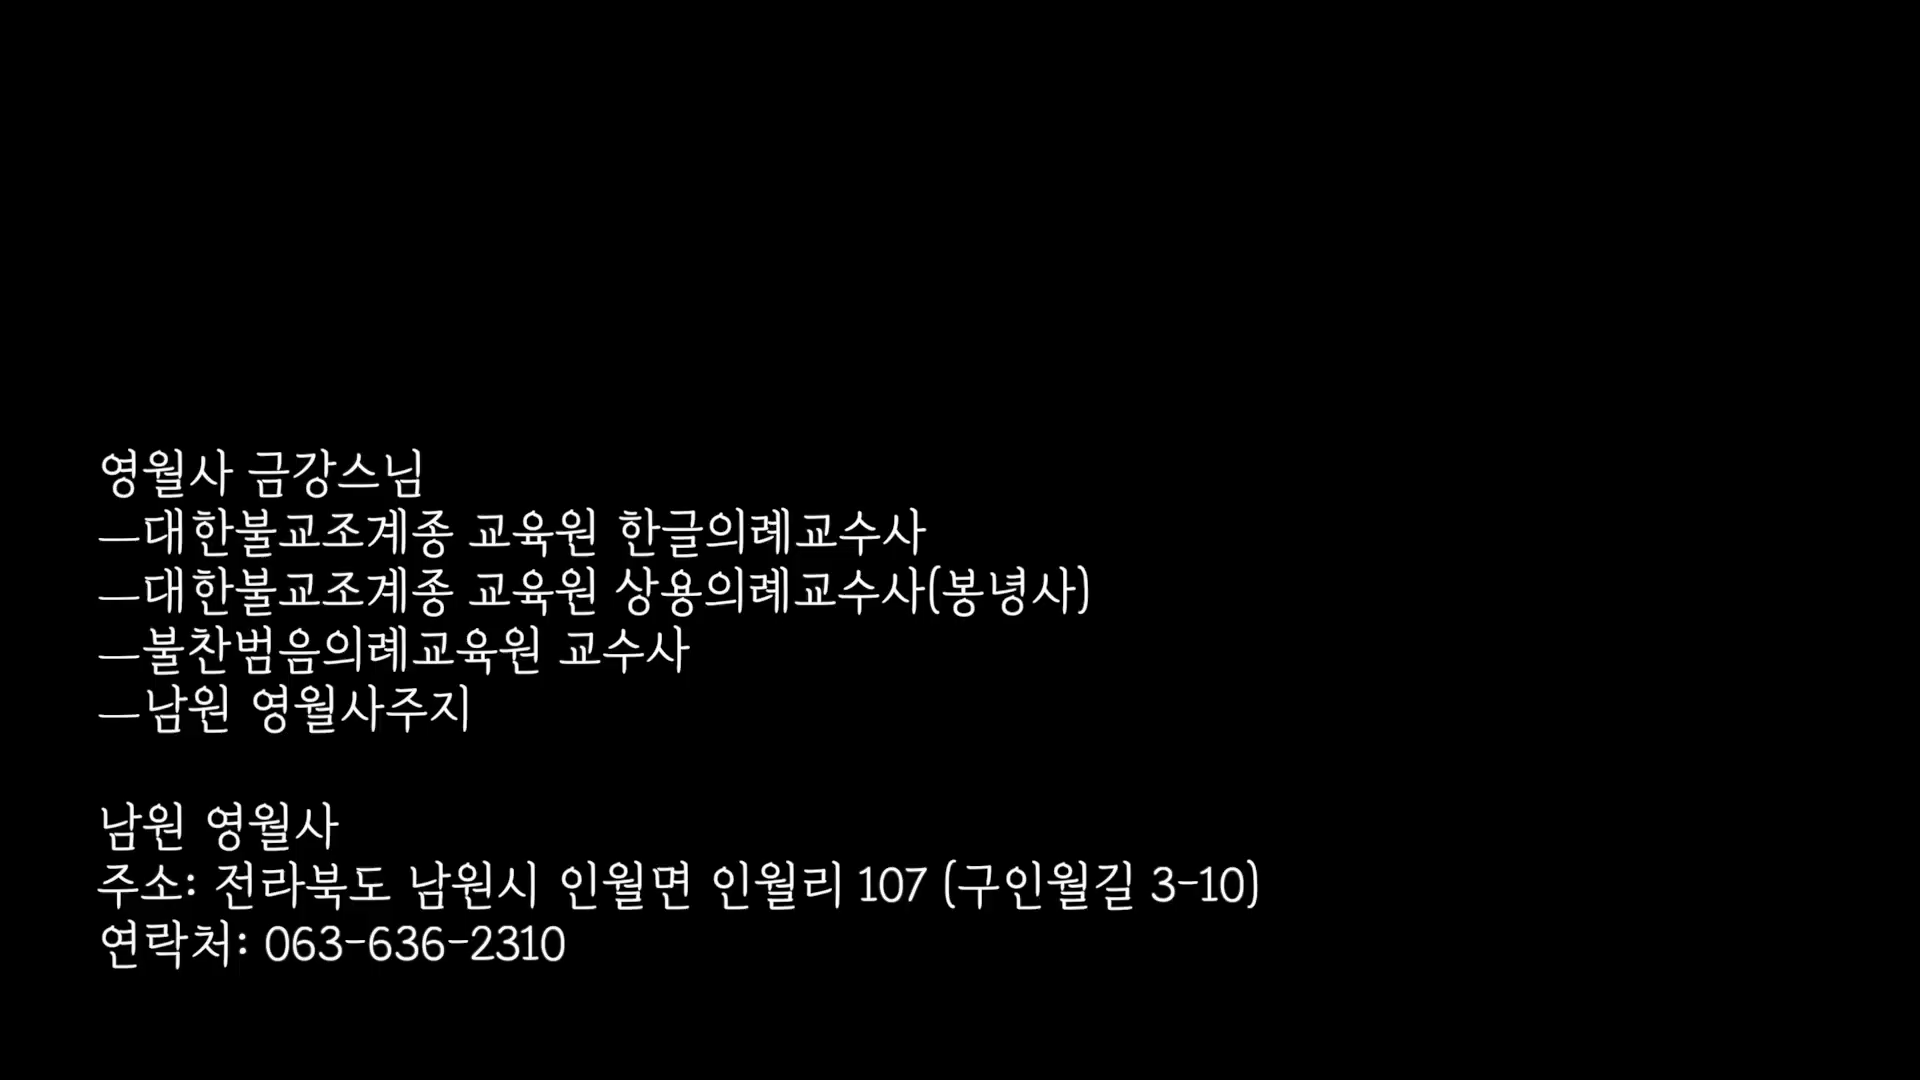 영월사 금강스님
—대한불교조계종 교육원 한글의례교수사
—대한불교조계종 교육원 상용의례교수사(봉녕사)
—불찬범음의례교육원 교수사
—남원 영월사주지
남원 영월사
주소: 전라북도 남원시 인월면 인월리 107 (구인월길 3-10)
연락처: 063-636-2310